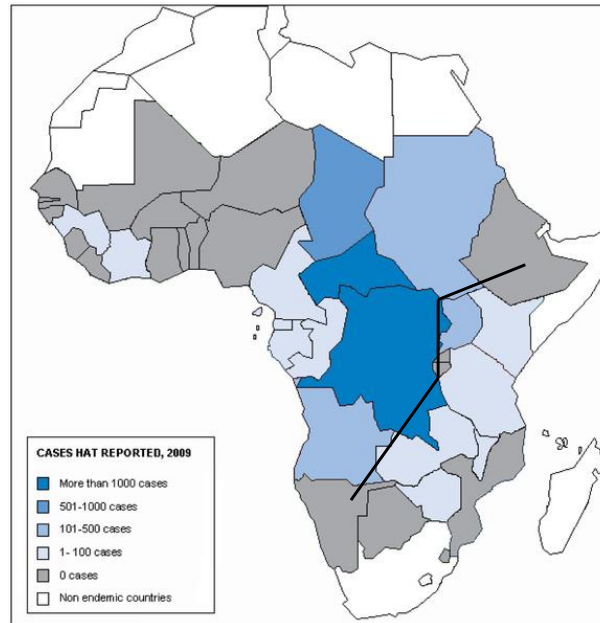 CASES HAT REPORTED, 2009
More than 1000 cases
501-1000 cases
101-500 cases
1- 100 cases
0 cases
Non endemic countries